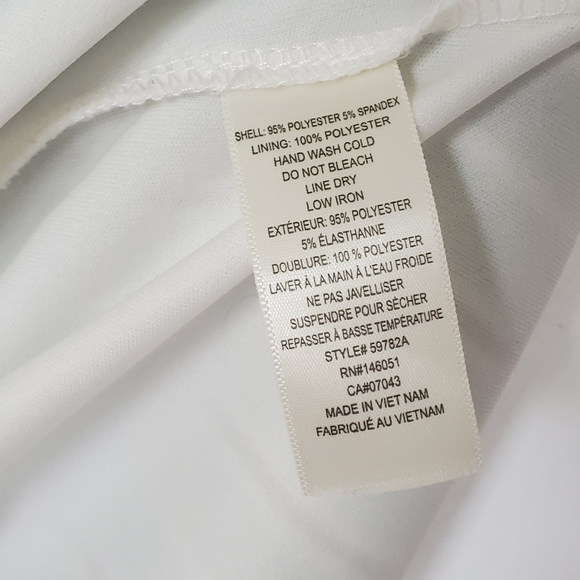 SHELL: 95% POLYESTER 5% SPANDEX
LINING: 100% POLYESTER
HAND WASH COLD
DO NOT BLEACH
LINE DRY
LOW IRON
EXTÉRIEUR: 95% POLYESTER
5% ÉLASTHANNE
DOUBLURE: 100 % POLYESTER
LAVER À LA MAIN À L'EAU FROIDE
NE PAS JAVELLISER
SUSPENDRE POUR SÈCHER
REPASSER À BASSE TEMPÉRATURE
STYLE# 59782A
RN#146051
CA#07043
MADE IN VIET NAM
FABRIQUÉ AU VIETNAM